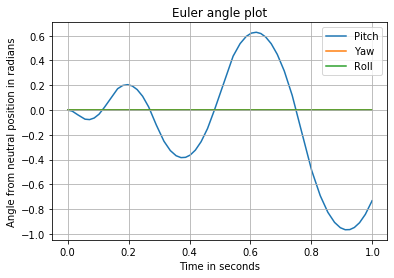 Euler angle plot
Pitch
Yaw
Roll
Angle from neutral position in radians
0.6
0.4
0.2
0.0
−0.2
−0.4
−0.6
−0.8
−1.0
0.0 0.2 0.4 0.6 0.8 1.0
Time in seconds